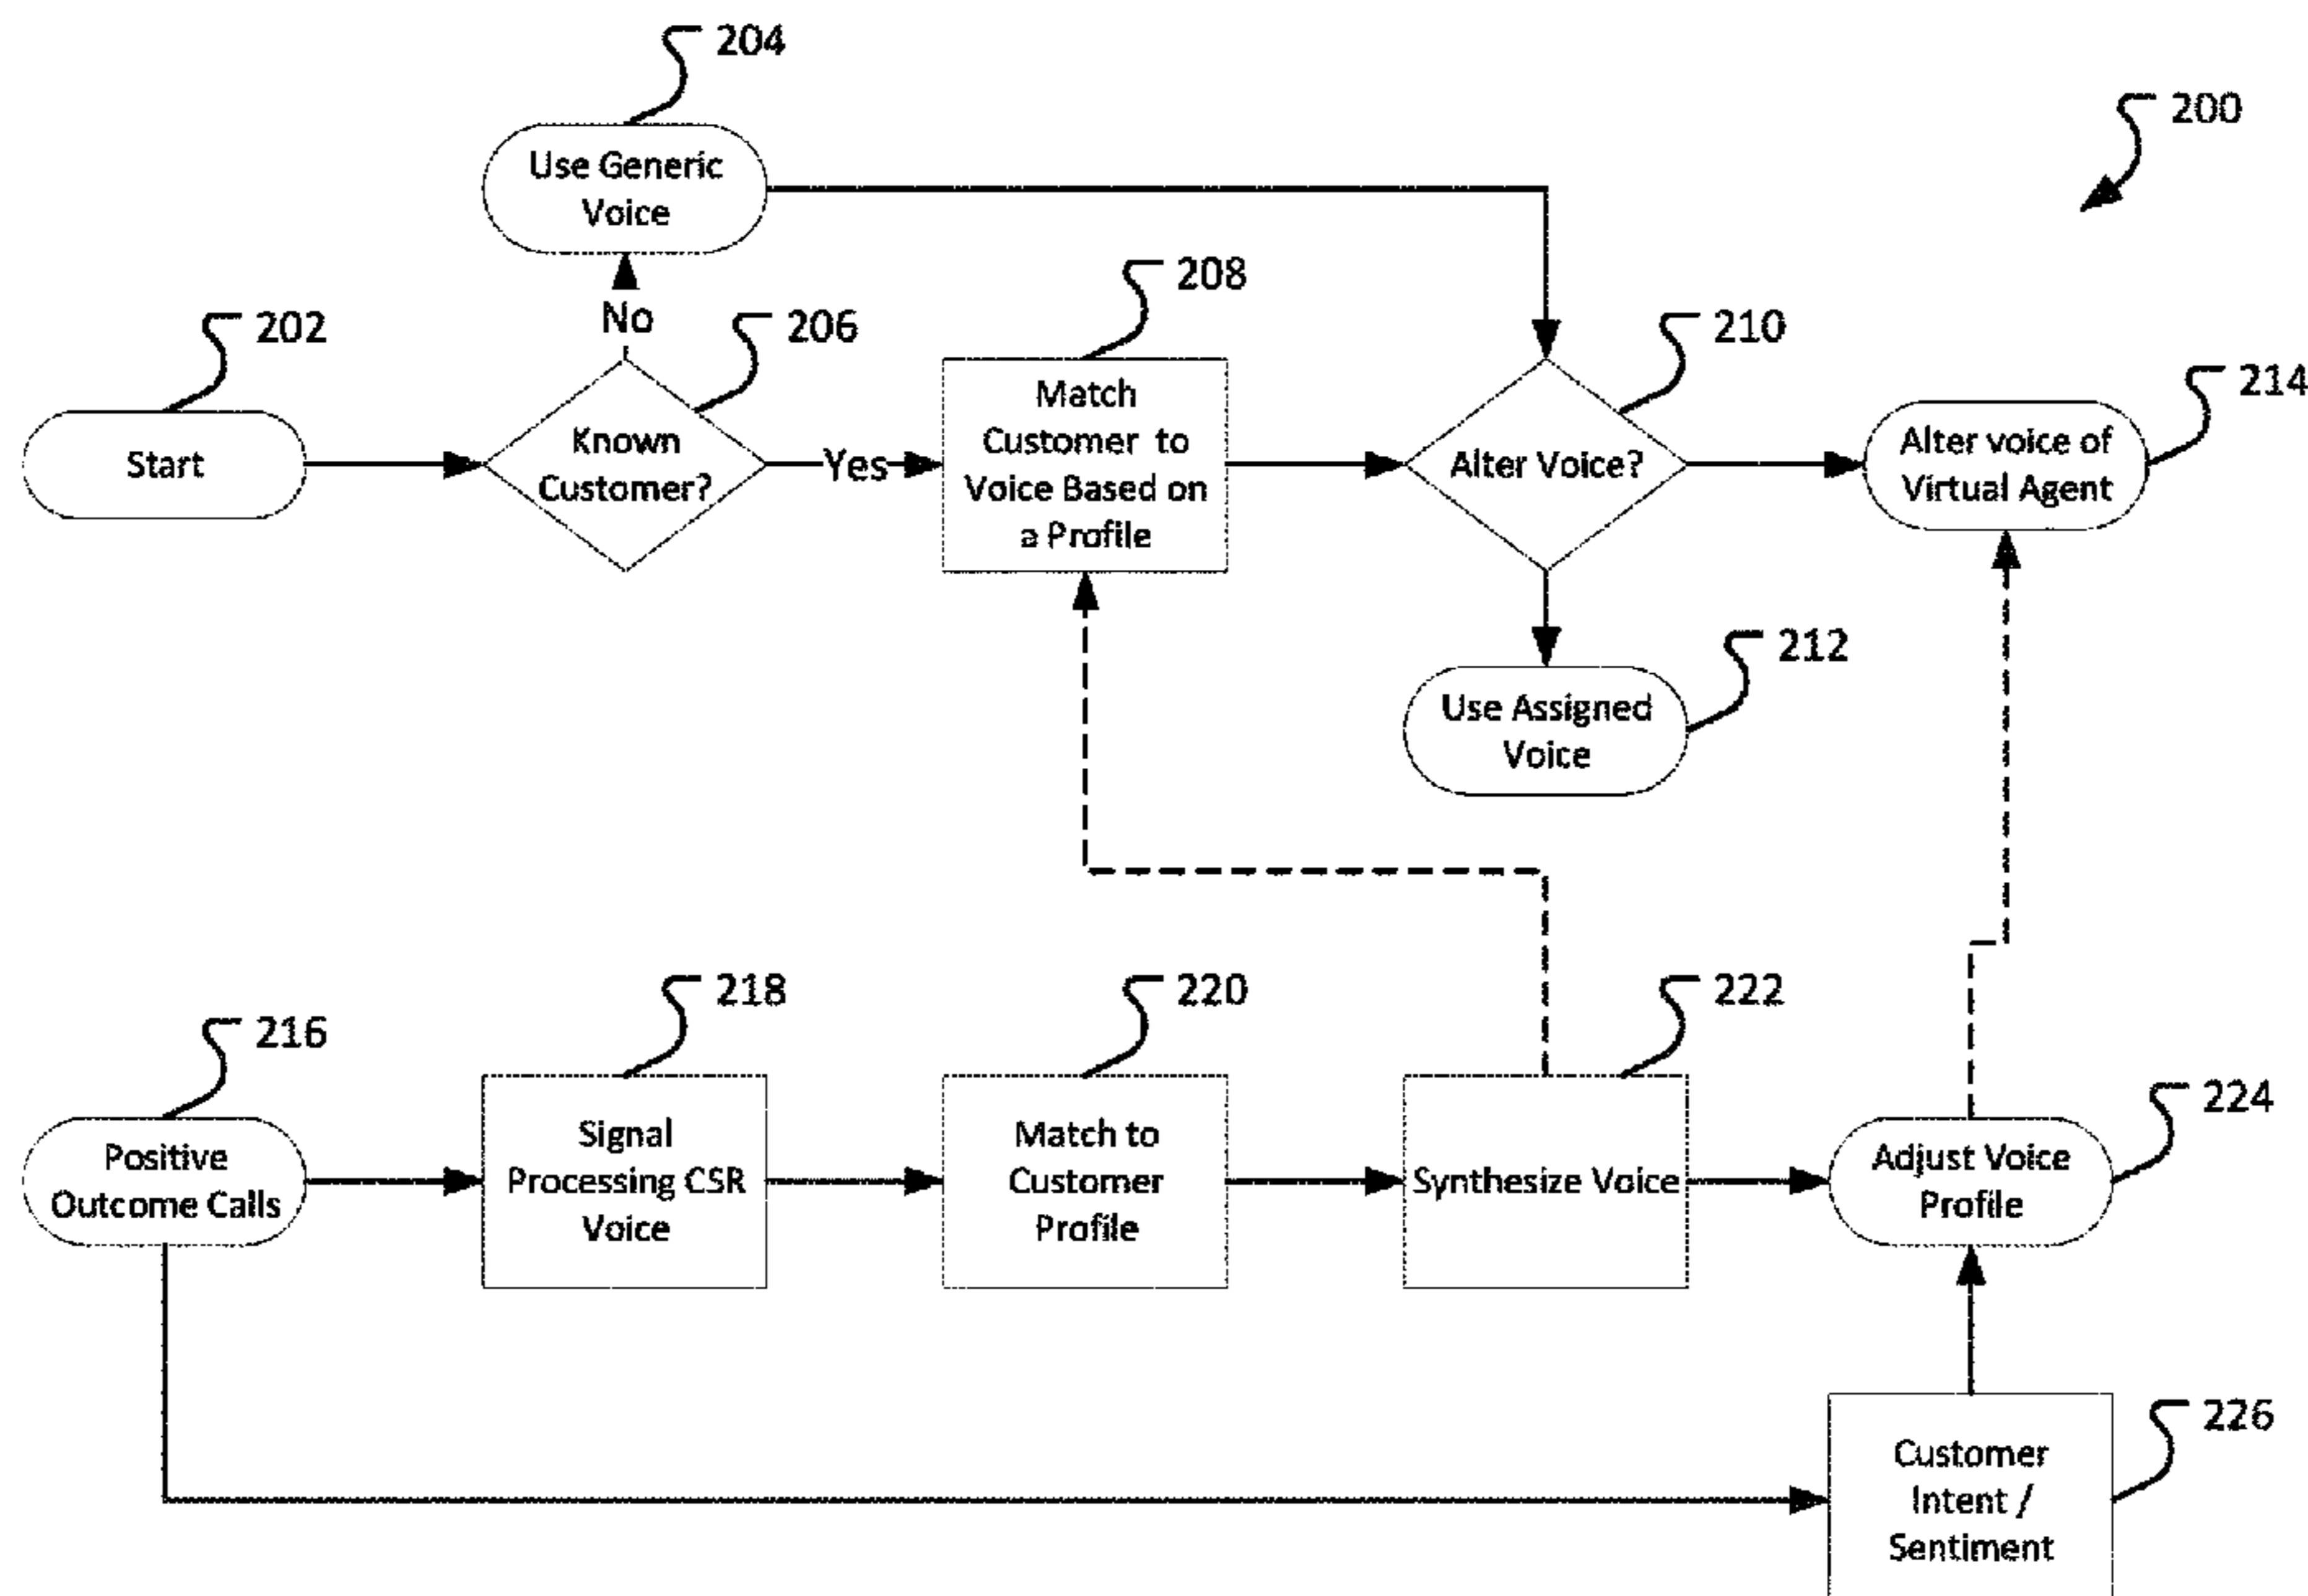 204
200
Use Generic
Voice
208
No
202
206
210
214
Match
Customer to
Voice Based on
a Profile
Start
Known
Customer?
Yes
Alter Voice?
Alter voice of
Virtual Agent
212
Use Assigned
Voice
218
220
222
216
224
Positive
Outcome Calls
Signal
Processing CSR
Voice
Match to
Customer
Profile
Synthesize Voice
Adjust Voice
Profile
226
Customer
Intent /
Sentiment